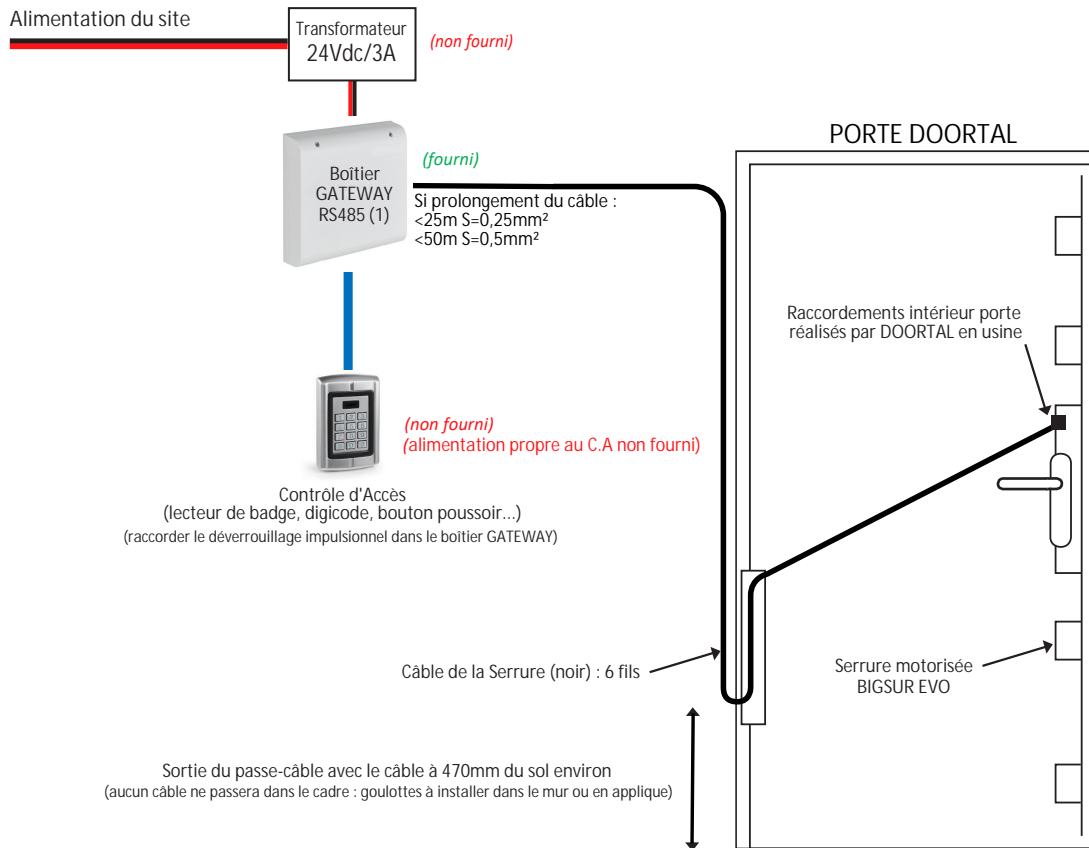 Alimentation du site
Transformateur
24Vdc/3A
(non fourni)
Boîtier
GATEWAY
RS485 (1)
(fourni)
Si prolongement du câble :
<25m S=0,25mm²
<50m S=0,5mm²
PORTE DOORTAL
Raccordements intérieur porte
réalisés par DOORTAL en usine
(non fourni)
(alimentation propre au C.A non fourni)
Contrôle d'Accès
(lecteur de badge, digicode, bouton poussoir...)
(raccorder le déverrouillage impulsionnel dans le boîtier GATEWAY)
Câble de la Serrure (noir) : 6 fils
Serrure motorisée
BIGSUR EVO
Sortie du passe-câble avec le câble à 470mm du sol environ
(aucun câble ne passera dans le cadre : goulottes à installer dans le mur ou en applique)